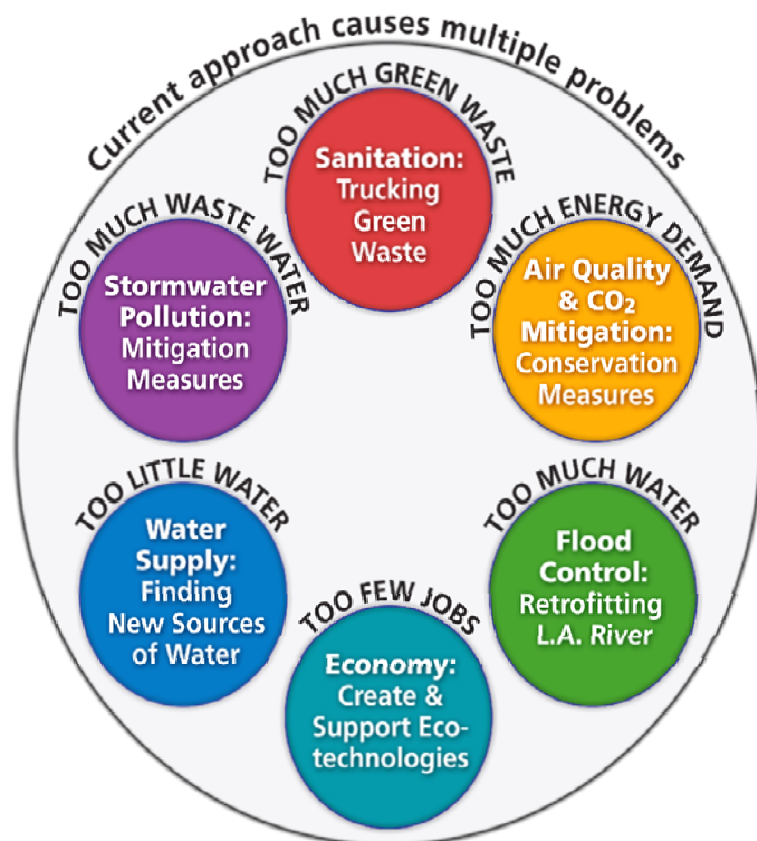 Current approach causes multiple problems
TOO MUCH GREEN WASTE
Sanitation:
Trucking
Green
Waste
TOO MUCH ENERGY DEMAND
Air Quality
& CO₂
Mitigation:
Conservation
Measures
TOO MUCH WATER
Flood
Control:
Retrofitting
L.A. River
TOO FEW JOBS
Economy:
Create &
Support Eco-
technologies
TOO LITTLE WATER
Water
Supply:
Finding
New Sources
of Water
TOO MUCH WASTE WATER
Stormwater
Pollution:
Mitigation
Measures